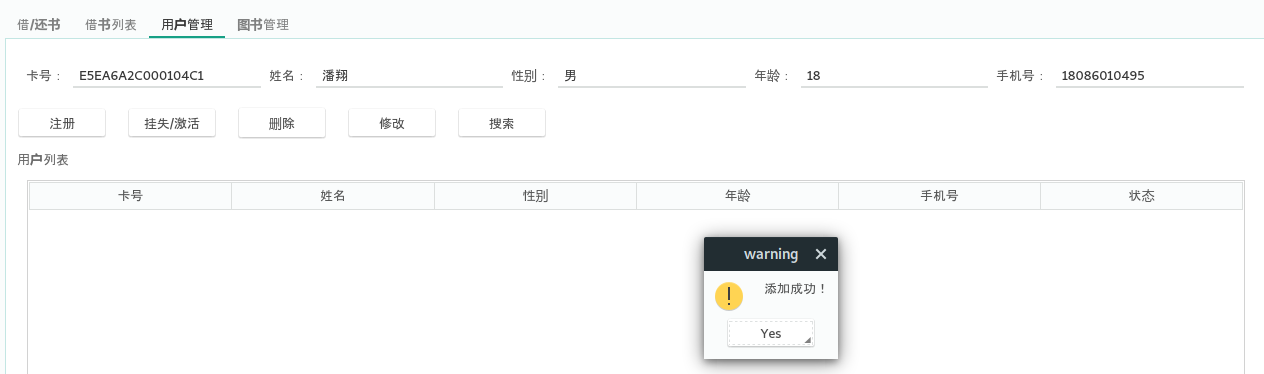 借/还书 借书列表 用户管理 图书管理
卡号： E5EA6A2C000104C1 姓名： 潘翔 性别： 男 年龄： 18 手机号： 18086010495
注册 挂失/激活 删除 修改 搜索
用户列表
卡号 姓名 性别 年龄 手机号 状态
warning
添加成功！
Yes